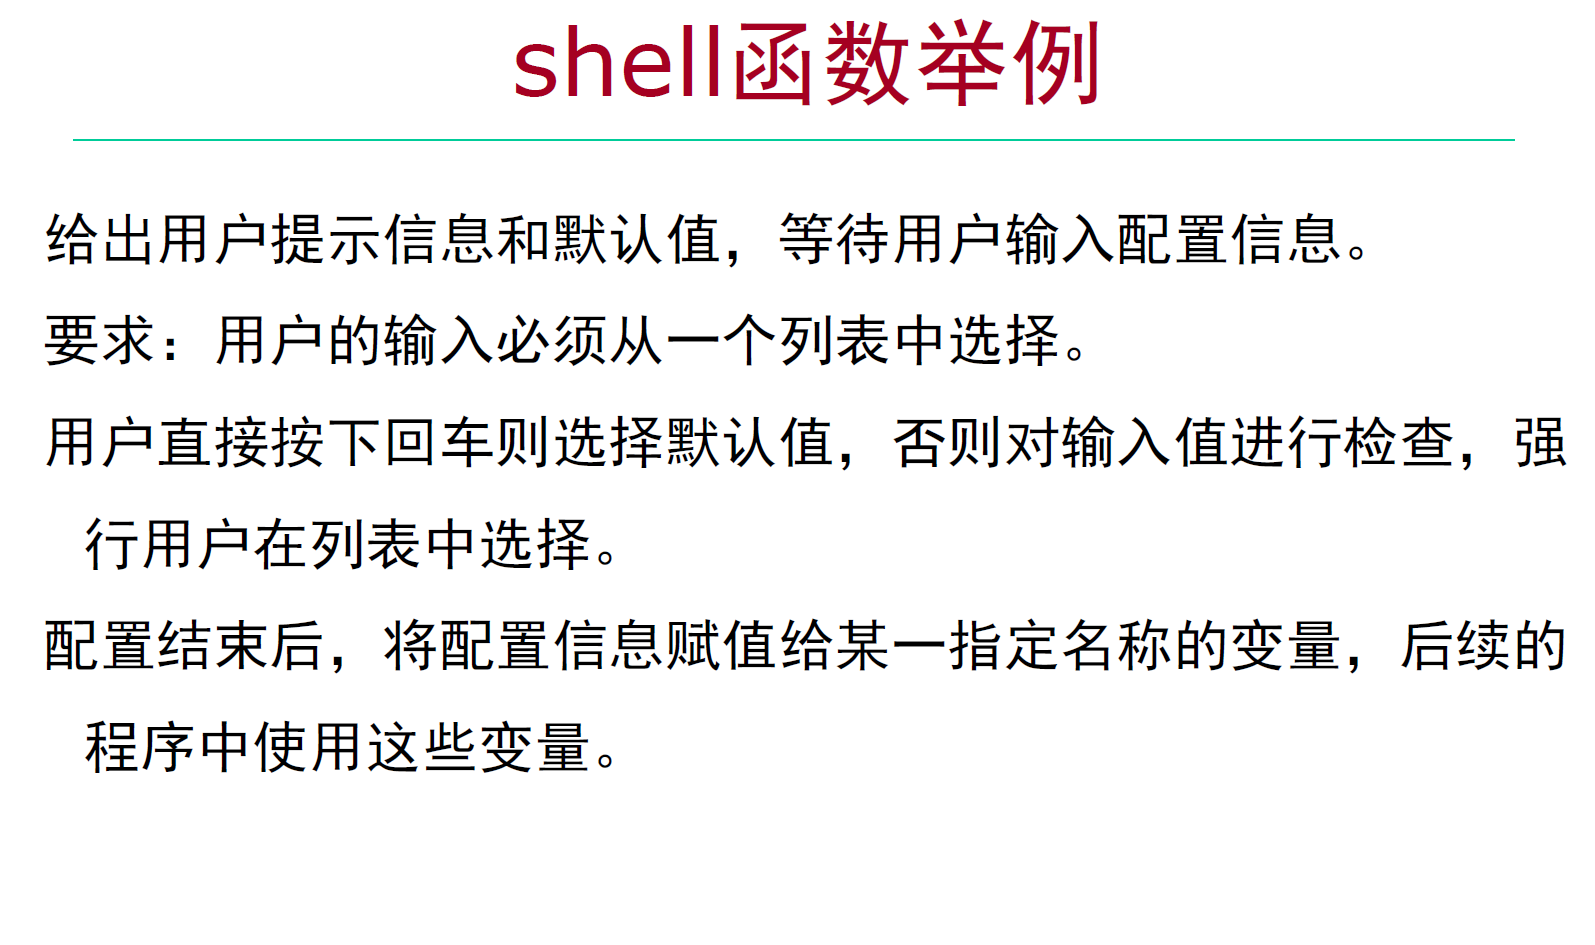 shell函数举例
给出用户提示信息和默认值，等待用户输入配置信息。
要求：用户的输入必须从一个列表中选择。
用户直接按下回车则选择默认值，否则对输入值进行检查，强
行用户在列表中选择。
配置结束后，将配置信息赋值给某一指定名称的变量，后续的
程序中使用这些变量。